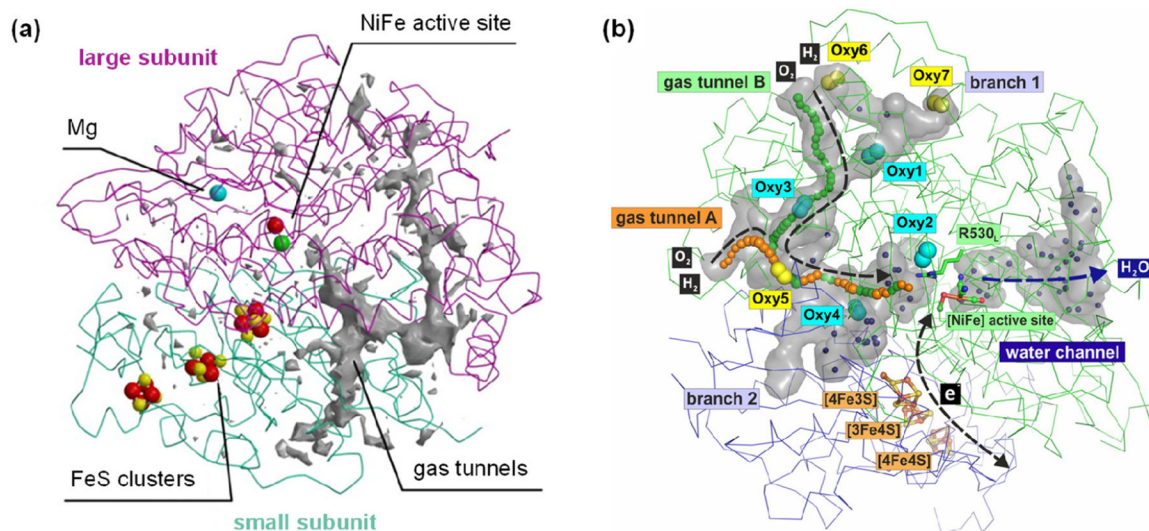 (a)
NiFe active site
large subunit
Mg
FeS clusters
gas tunnels
small subunit
(b)
H₂
O₂
Oxy6
Oxy7
gas tunnel B
branch 1
Oxy1
Oxy3
gas tunnel A
Oxy2
R530L
O₂
H₂
H₂O
Oxy5
Oxy4
[NiFe] active site
water channel
branch 2
[4Fe3S]
e⁻
[3Fe4S]
[4Fe4S]